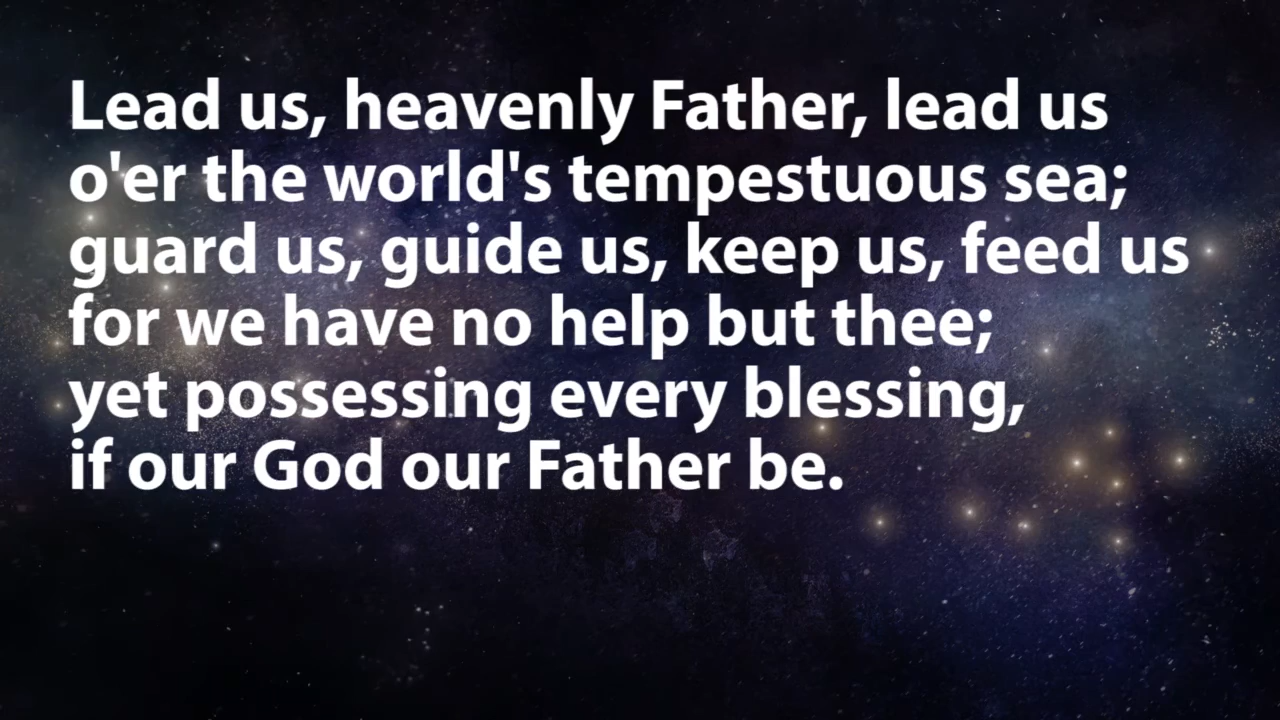 Lead us, heavenly Father, lead us
o'er the world's tempestuous sea;
guard us, guide us, keep us, feed us
for we have no help but thee;
yet possessing every blessing,
if our God our Father be.